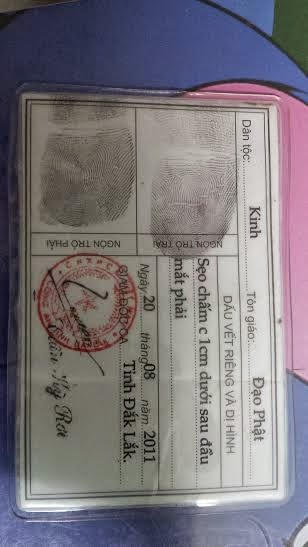 Dân tộc: Kinh Tôn giáo: Đạo Phật
NGÓN TRỎ TRÁI
NGÓN TRỎ PHẢI
DẤU VẾT RIÊNG VÀ DỊ HÌNH
Sẹo chấm c 1cm dưới sau đầu
mắt phải
Ngày 20 tháng 08 năm 2011
GIÁM ĐỐC CA Tỉnh Đắk Lắk.